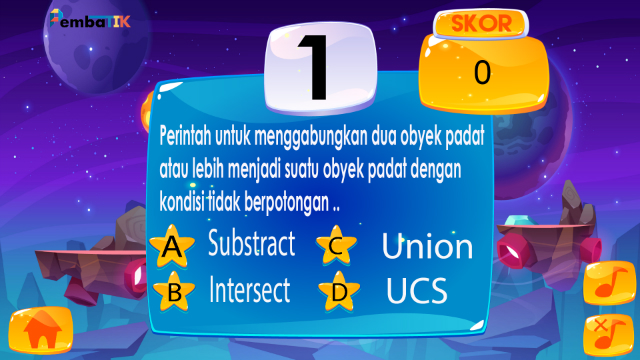 PembaTIK
1
SKOR
0
Perintah untuk menggabungkan dua obyek padat
atau lebih menjadi suatu obyek padat dengan
kondisi tidak berpotongan ..
A Substract
C Union
B Intersect
D UCS